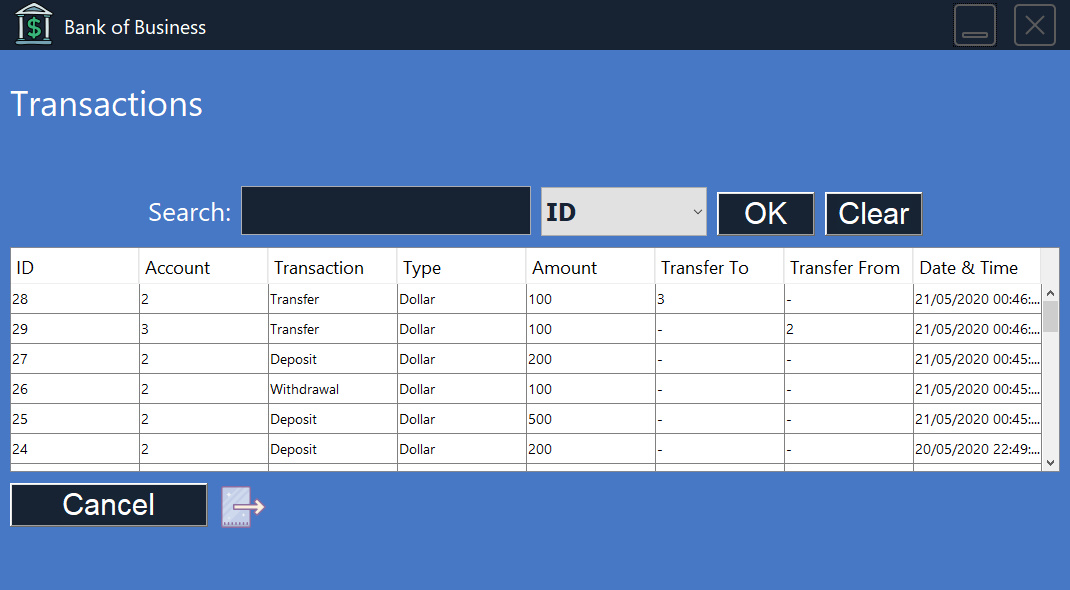 $ Bank of Business
Transactions
Search: ID OK Clear
ID Account Transaction Type Amount Transfer To Transfer From Date & Time
28 2 Transfer Dollar 100 3 - 21/05/2020 00:46:...
29 3 Transfer Dollar 100 - 2 21/05/2020 00:46:...
27 2 Deposit Dollar 200 - - 21/05/2020 00:45:...
26 2 Withdrawal Dollar 100 - - 21/05/2020 00:45:...
25 2 Deposit Dollar 500 - - 21/05/2020 00:45:...
24 2 Deposit Dollar 200 - - 20/05/2020 22:49:...
Cancel